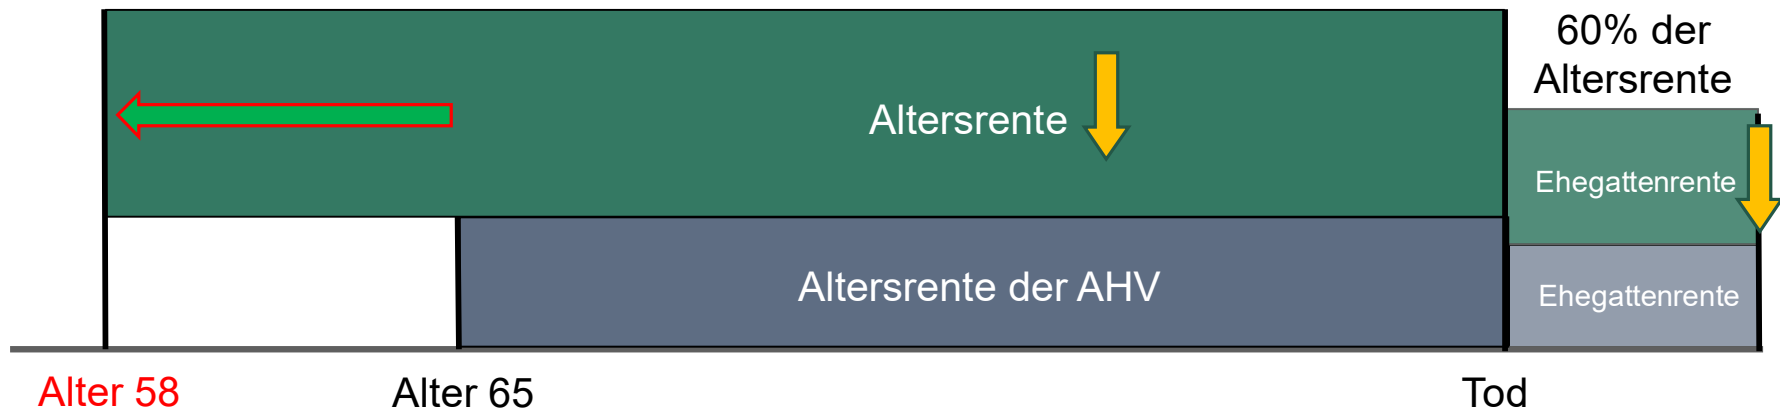 60% der
Altersrente
Altersrente
Ehegattenrente
Altersrente der AHV
Ehegattenrente
Alter 58
Alter 65
Tod